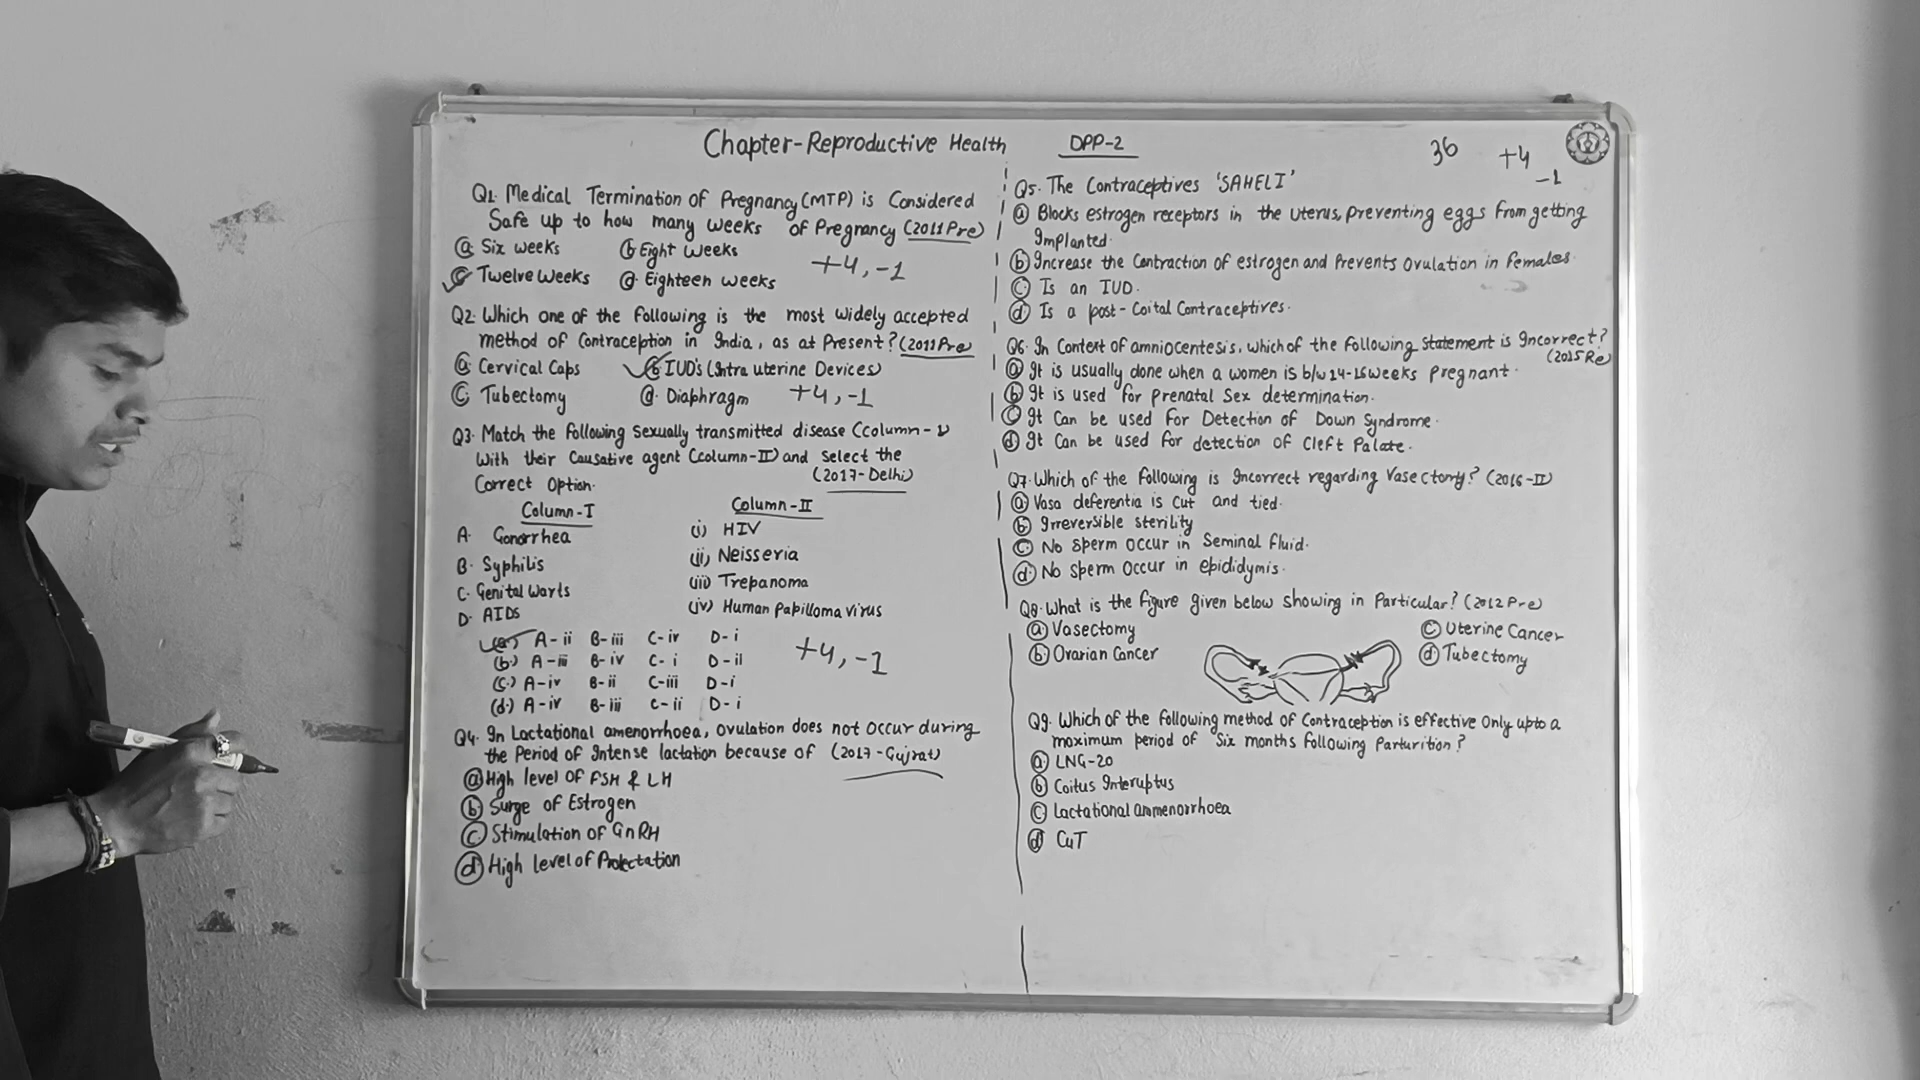 Chapter-Reproductive Health DPP-2
36 +4
-1
Q1. Medical Termination of Pregnancy (MTP) is Considered
Safe up to how many weeks of Pregnancy (2011 Pre)
(a) Six weeks (b) Eight weeks
(c) Twelve weeks (d) Eighteen weeks
+4, -1
Q2. Which one of the following is the most widely accepted
method of Contraception in India, as at Present? (2011 Pre)
(a) Cervical Caps (b) IUD's (Intra uterine Devices)
(c) Tubectomy (d) Diaphragm +4, -1
Q3. Match the following Sexually transmitted disease (column-I)
With their Causative agent (column-II) and select the
Correct Option. (2017-Delhi)
Column-I Column-II
A. Gonorrhea (i) HIV
B. Syphilis (ii) Neisseria
C. Genital Warts (iii) Trepanoma
D. AIDs (iv) Human Papilloma virus
(a.) A-ii B-iii C-iv D-i
(b.) A-iii B-iv C-i D-ii
(c.) A-iv B-ii C-iii D-i
(d.) A-iv B-iii C-ii D-i
+4, -1
Q4. In Lactational amenorrhoea, ovulation does not occur during
the Period of Intense lactation because of (2017-Gujrat)
(a) High level of FSH & LH
(b) Surge of Estrogen
(c) Stimulation of GnRH
(d) High level of
Q5. The Contraceptives 'SAHELI'
(a) Blocks estrogen receptors in the uterus, preventing eggs from getting
Implanted.
(b) Increase the Contraction of estrogen and Prevents Ovulation in Females.
(c) Is an IUD.
(d) Is a post-Coital Contraceptives.
Q6. In Context of amniocentesis, which of the following Statement is Incorrect?
(2015 Re)
(a) It is usually done when a women is b/w 14-16 weeks pregnant.
(b) It is used for prenatal sex determination.
(c) It Can be used for Detection of Down Syndrome.
(d) It Can be used for detection of Cleft Palate.
Q7. Which of the following is Incorrect regarding Vasectomy? (2016-II)
(a) Vasa deferentia is cut and tied.
(b) Irreversible sterility
(c) No sperm occur in Seminal Fluid.
(d) No sperm occur in epididymis.
Q8. What is the figure given below showing in Particular? (2012 Pre)
(a) Vasectomy (c) Uterine Cancer
(b) Ovarian Cancer (d) Tubectomy
Q9. Which of the following method of Contraception is effective only upto a
maximum period of Six months following Parturition?
(a) LNG-20
(b) Coitus Interuptus
(c) Lactational ammenorrhoea
(d) CuT